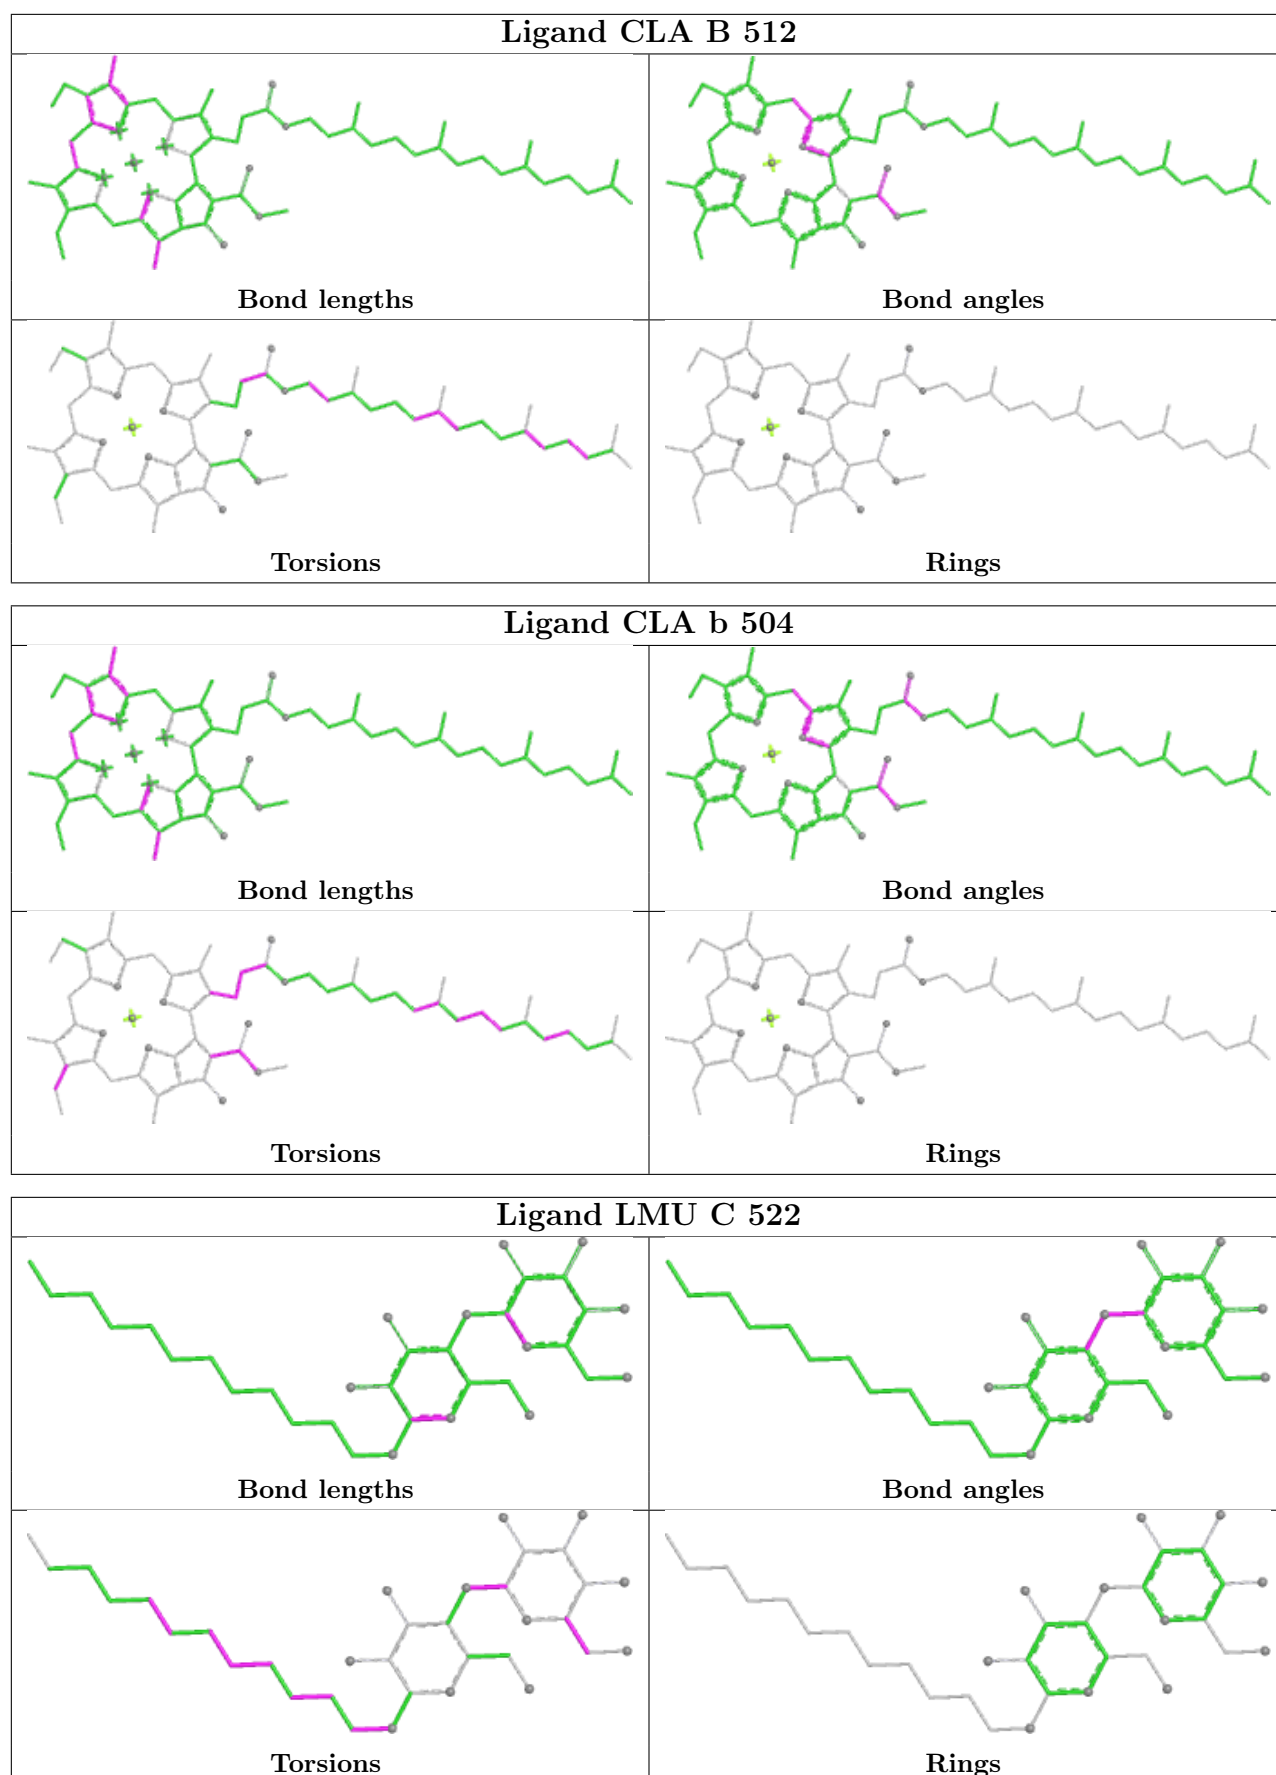 Ligand CLA B 512
Bond lengths
Bond angles
Torsions
Rings
Ligand CLA b 504
Bond lengths
Bond angles
Torsions
Rings
Ligand LMU C 522
Bond lengths
Bond angles
Torsions
Rings